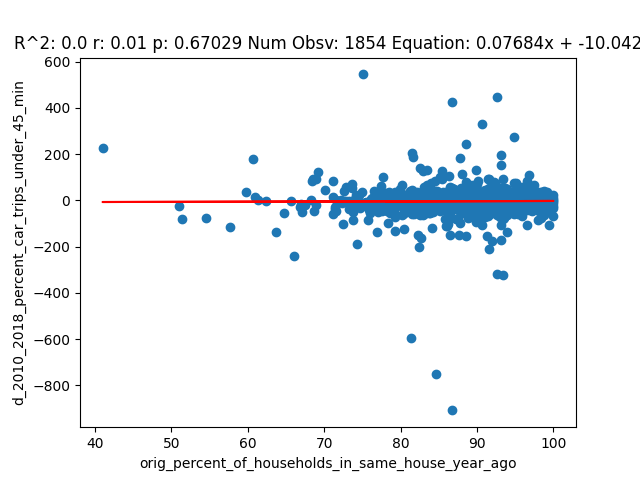 R^2: 0.0 r: 0.01 p: 0.67029 Num Obsv: 1854 Equation: 0.07684x + -10.042
600
400
200
0
−200
−400
−600
−800
d_2010_2018_percent_car_trips_under_45_min
40 50 60 70 80 90 100
orig_percent_of_households_in_same_house_year_ago